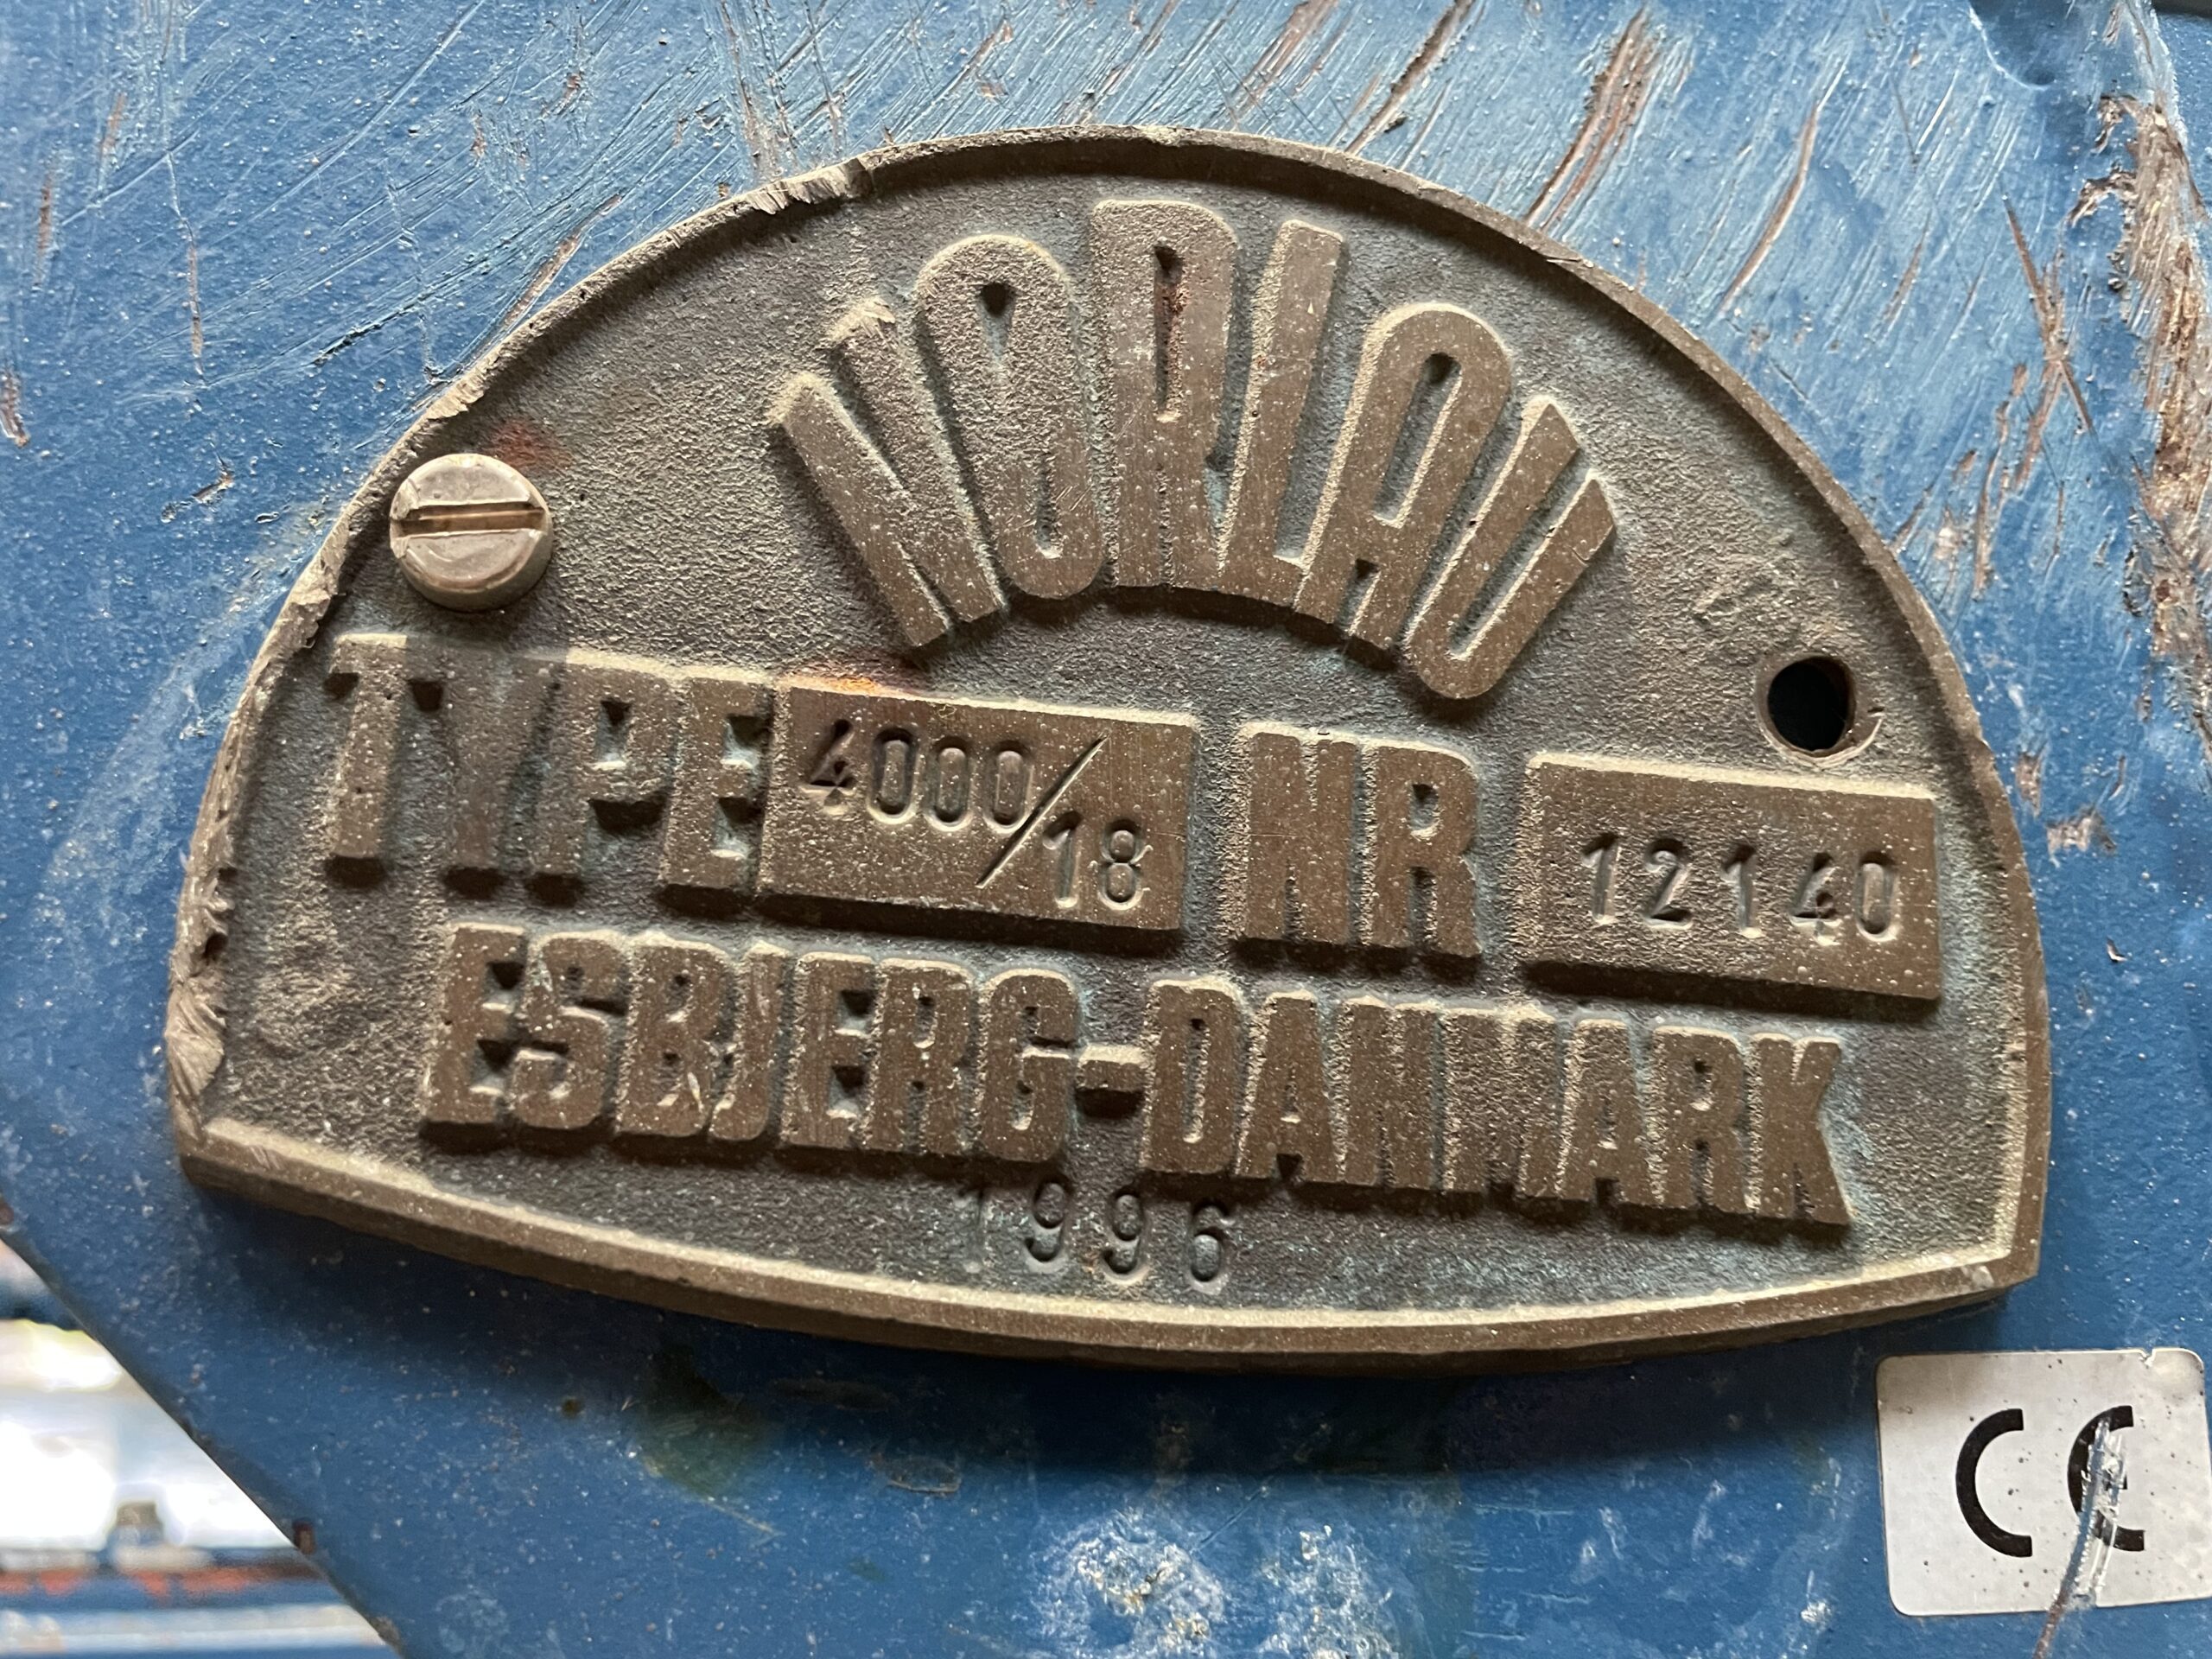 NORLAU
TYPE 4000/18 NR 12140
ESBJERG-DANMARK
1996
CE